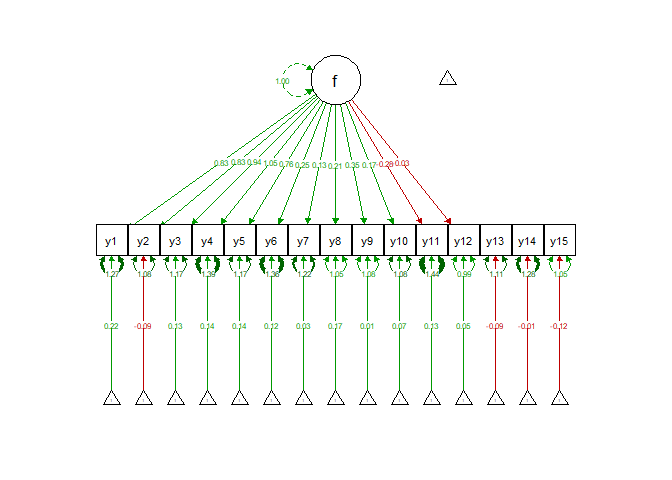 f
1.00
0.83 0.83 0.94 1.05 0.76 0.25 0.13 0.21 0.35 0.17 -0.28 0.03
y1 y2 y3 y4 y5 y6 y7 y8 y9 y10 y11 y12 y13 y14 y15
1.27 1.08 1.17 1.39 1.17 1.36 1.22 1.05 1.08 1.08 1.44 0.99 1.11 1.28 1.05
0.22 -0.09 0.13 0.14 0.14 0.12 0.03 0.17 0.01 0.07 0.13 0.05 -0.09 -0.01 -0.12